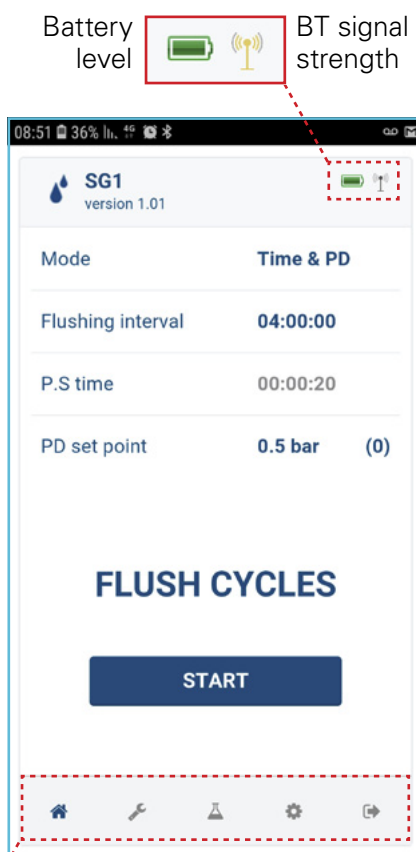 Battery level
BT signal strength
08:51 36% 4G
SG1
version 1.01
Mode Time & PD
Flushing interval 04:00:00
P.S time 00:00:20
PD set point 0.5 bar (0)
FLUSH CYCLES
START